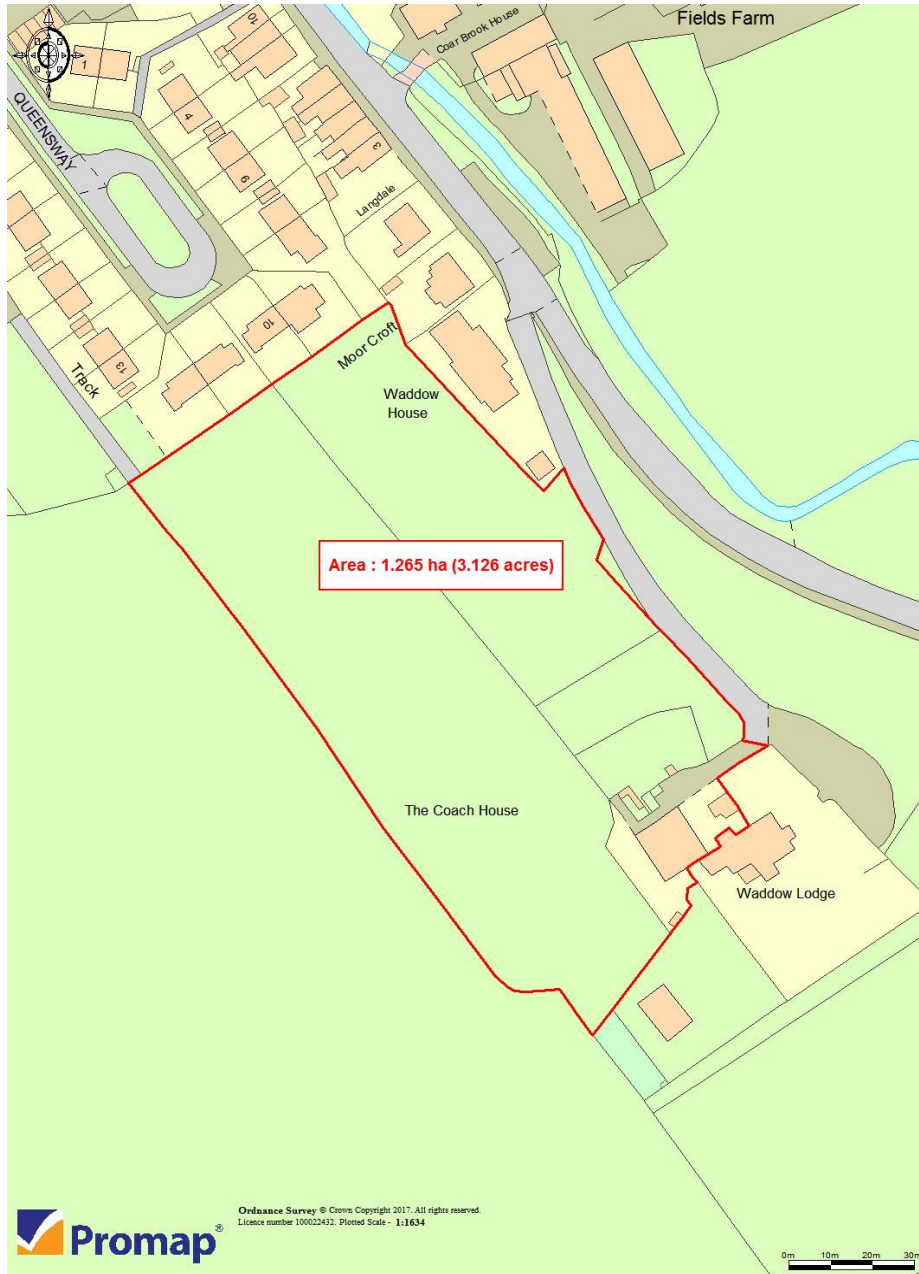 Fields Farm
Coar Brook House
10
1
QUEENSWAY
4
3
6
Langdale
10
Moor Croft
13
Track
Waddow
House
Area : 1.265 ha (3.126 acres)
The Coach House
Waddow Lodge
Promap®
Ordnance Survey © Crown Copyright 2017. All rights reserved.
Licence number 100022432. Plotted Scale - 1:1634
0m 10m 20m 30m